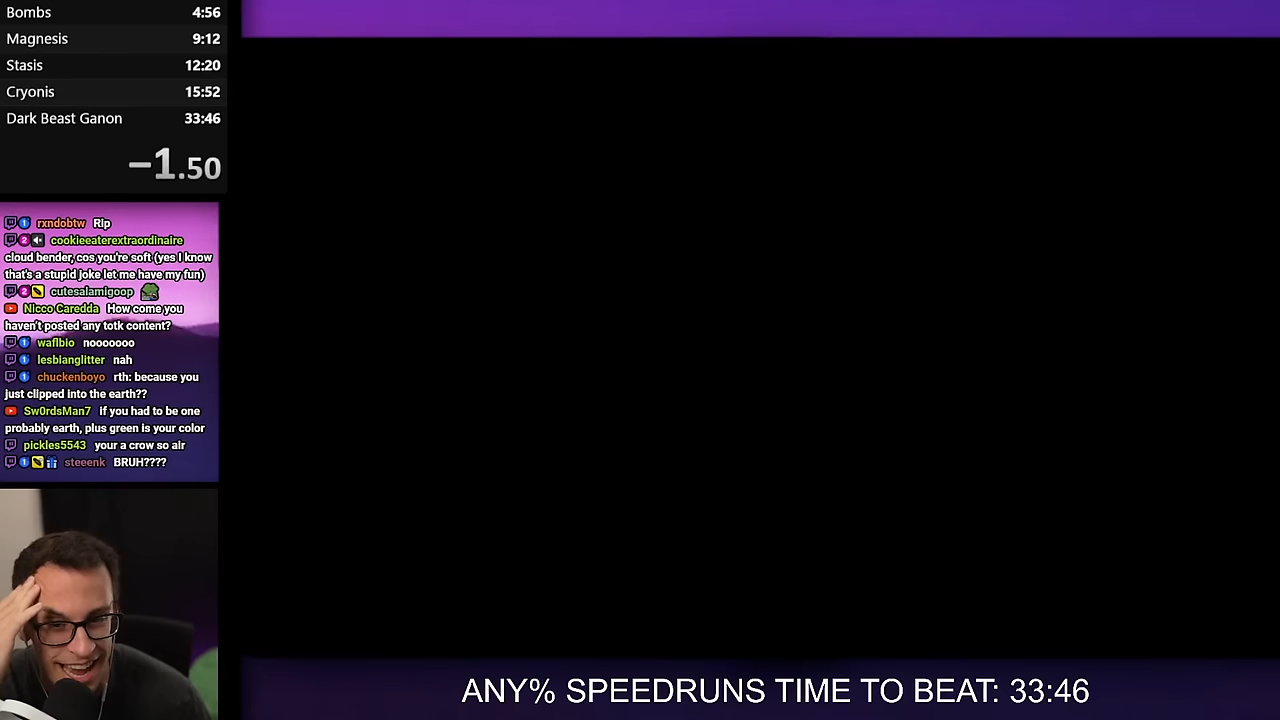 Bombs 4:56
Magnesis 9:12
Stasis 12:20
Cryonis 15:52
Dark Beast Ganon 33:46
−1.50
rxndobtw Rip
cookieeaterextraordinaire
cloud bender, cos you're soft (yes I know
that's a stupid joke let me have my fun)
cutesalamigoop
Nicco Caredda How come you
haven't posted any totk content?
waflbio nooooooo
lesbianglitter nah
chuckenboyo rth: because you
just clipped into the earth??
Sw0rdsMan7 if you had to be one
probably earth, plus green is your color
pickles5543 your a crow so air
steeenk BRUH????
ANY% SPEEDRUNS TIME TO BEAT: 33:46